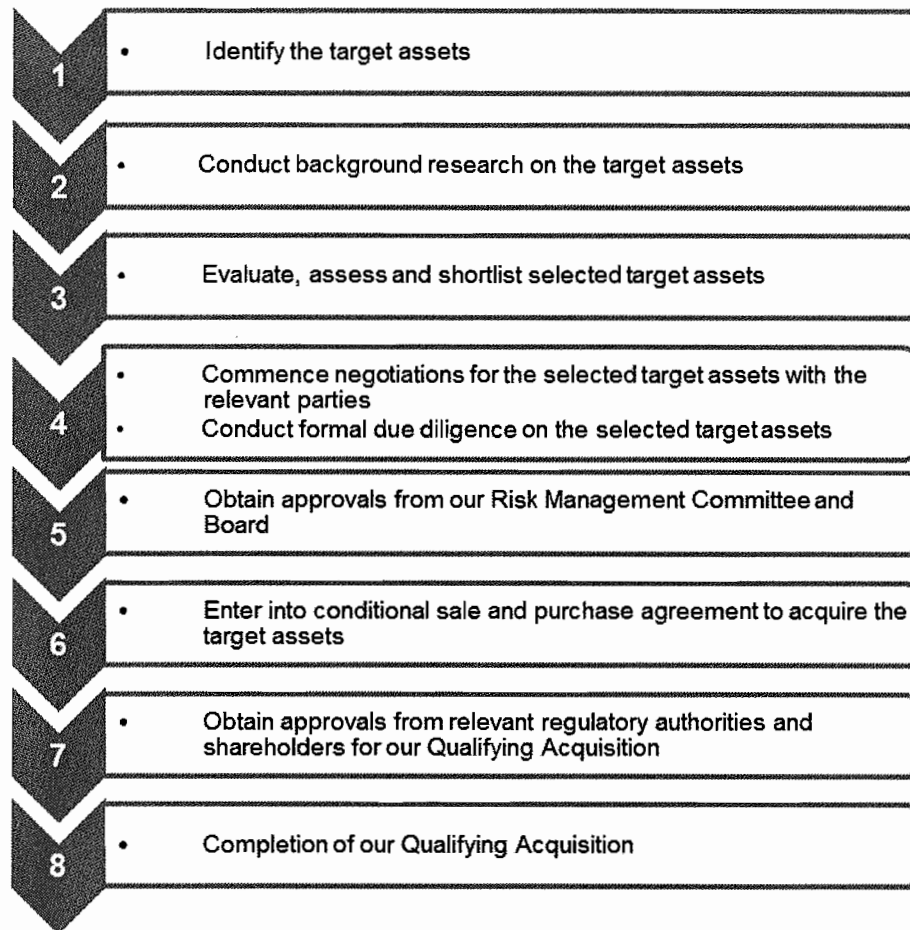 1
• Identify the target assets
2
• Conduct background research on the target assets
3
• Evaluate, assess and shortlist selected target assets
4
• Commence negotiations for the selected target assets with the
relevant parties
• Conduct formal due diligence on the selected target assets
5
• Obtain approvals from our Risk Management Committee and
Board
6
• Enter into conditional sale and purchase agreement to acquire the
target assets
7
• Obtain approvals from relevant regulatory authorities and
shareholders for our Qualifying Acquisition
8
• Completion of our Qualifying Acquisition